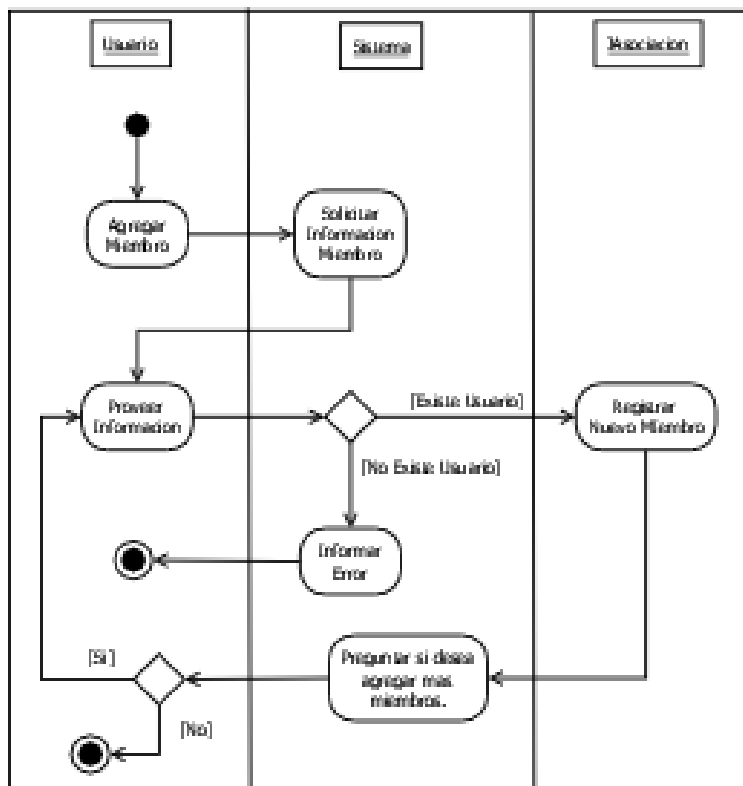 Usuario
Sistema
IAsociacion
Agregar
Miembro
Solicitar
Informacion
Miembro
Proveer
Informacion
[Existe Usuario]
Registrar
Nuevo Miembro
[No Existe Usuario]
Informar
Error
[Si]
Preguntar si desea
agregar mas
miembros.
[No]